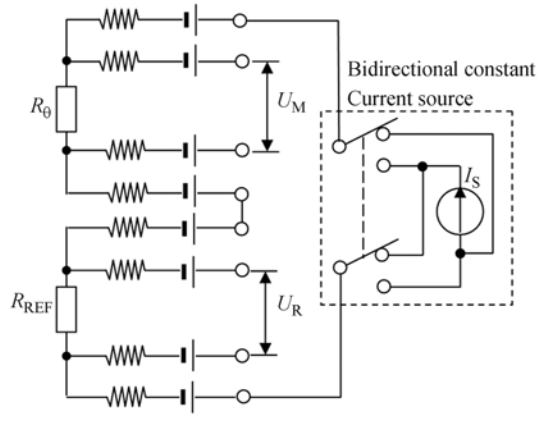 Bidirectional constant
Current source
Rθ
UM
IS
RREF
UR